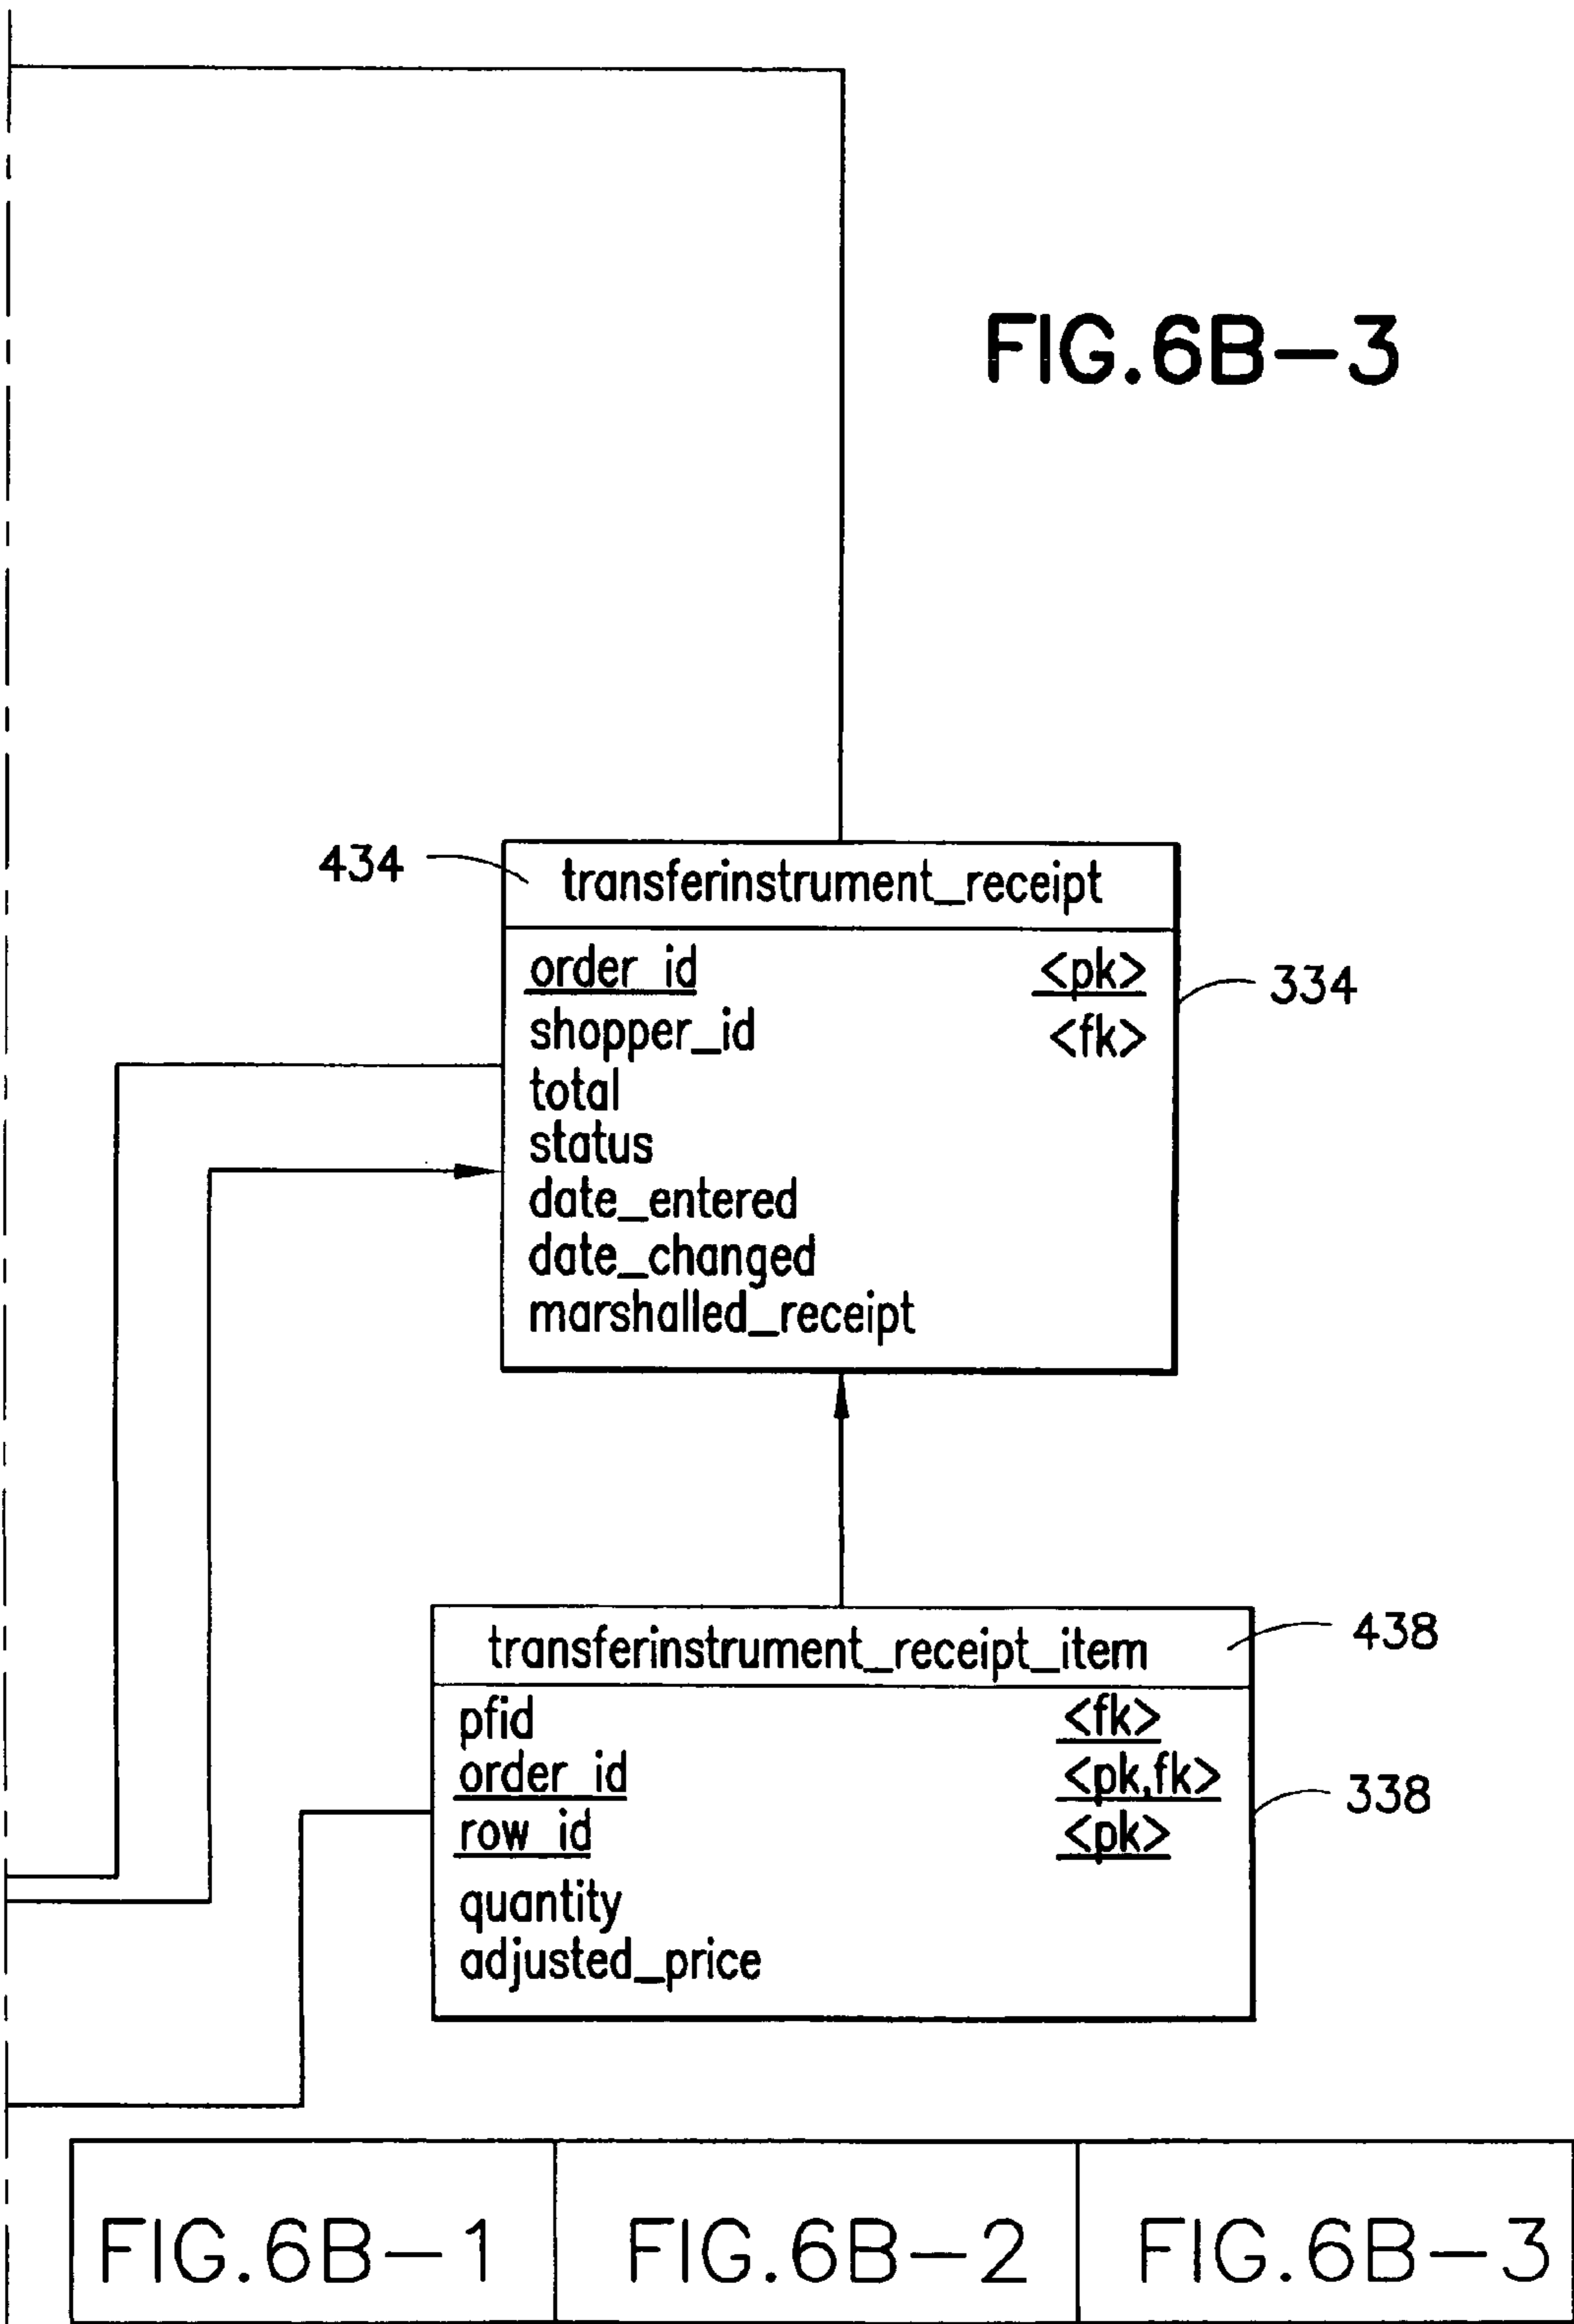 FIG.6B-3
434
transferinstrument_receipt
order_id <pk>
334
shopper_id <fk>
total
status
date_entered
date_changed
marshalled_receipt
438
transferinstrument_receipt_item
pfid <fk>
order_id <pk,fk>
338
row_id <pk>
quantity
adjusted_price
FIG.6B-1 FIG.6B-2 FIG.6B-3